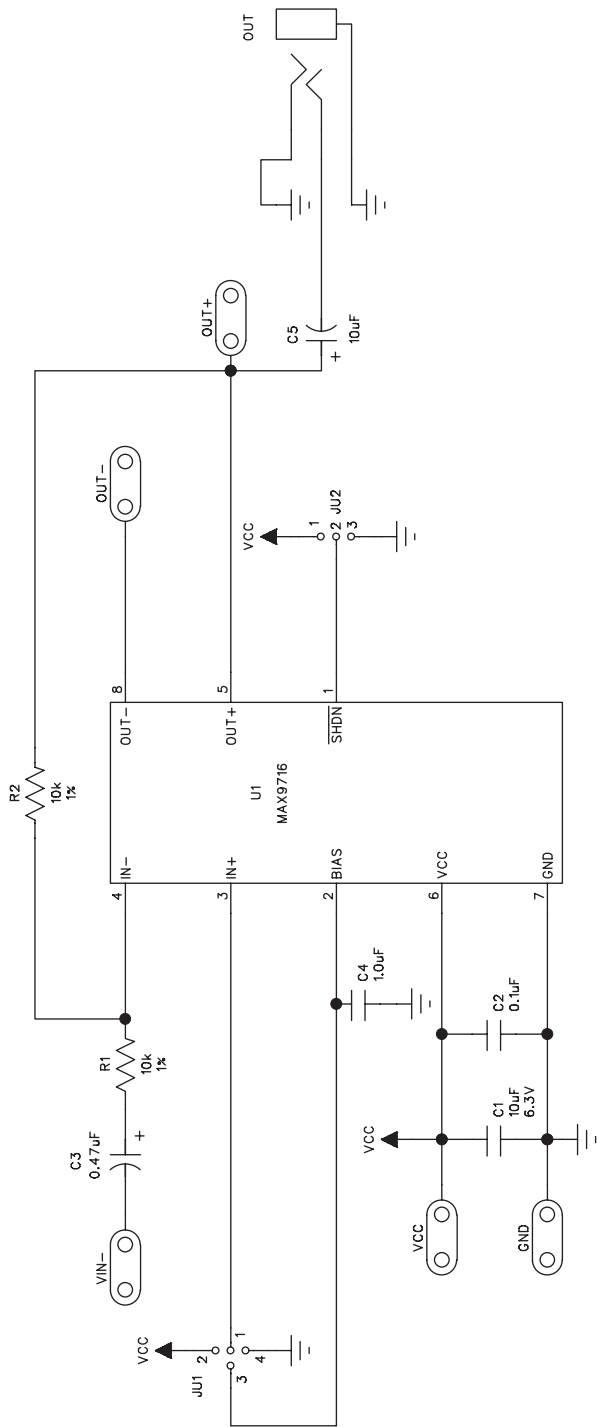 R2
10k
1%
VIN-
C3
0.47uF
+
R1
10k
1%
4
IN-
OUT-
8
OUT-
VCC
JU1
2
1
3
4
3
IN+
U1
MAX9716
OUT+
5
OUT+
C5
10uF
+
OUT
2
BIAS
SHDN
1
VCC
1
2
3
JU2
C4
1.0uF
VCC
VCC
6
VCC
C1
10uF
6.3V
C2
0.1uF
GND
7
GND